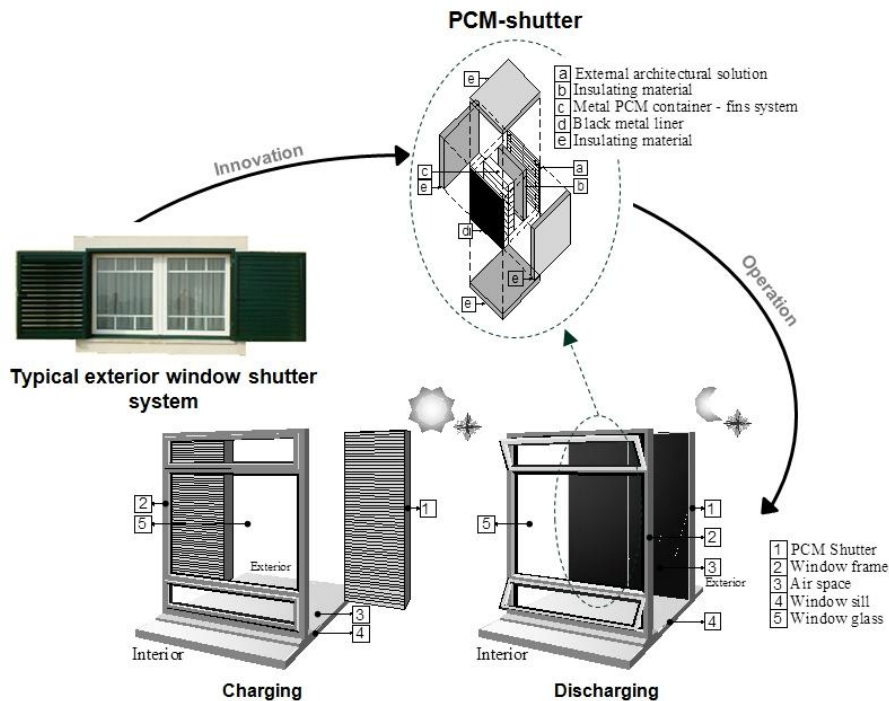 PCM-shutter
e
a External architectural solution
b Insulating material
c Metal PCM container - fins system
d Black metal liner
e Insulating material
Innovation
c
a
e
b
d
e
e
Operation
Typical exterior window shutter
system
2
5
1
Exterior
3
4
Interior
Charging
5
1
2
3
Exterior
4
Interior
Discharging
1 PCM Shutter
2 Window frame
3 Air space
4 Window sill
5 Window glass